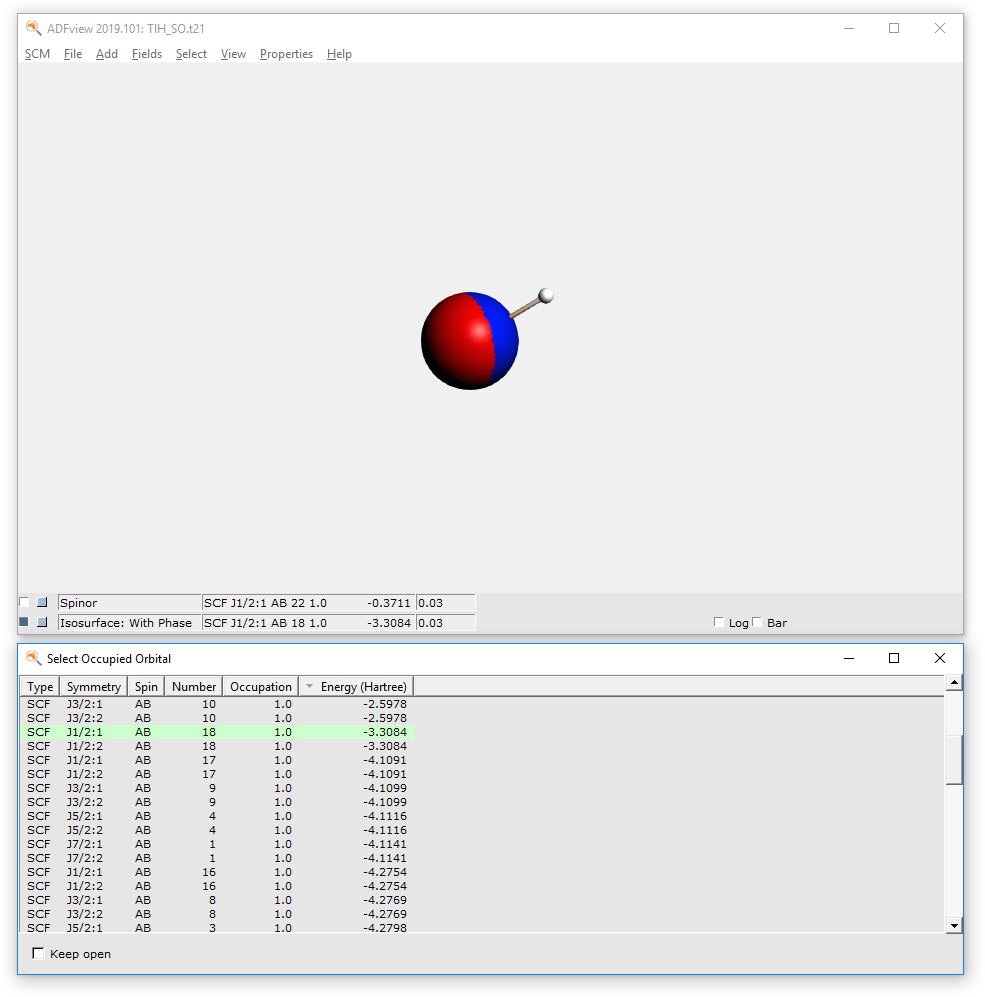 ADFview 2019.101: TlH_SO.t21
SCM File Add Fields Select View Properties Help
Spinor SCF J1/2:1 AB 22 1.0 -0.3711 0.03
Isosurface: With Phase SCF J1/2:1 AB 18 1.0 -3.3084 0.03 Log Bar
Select Occupied Orbital
Type Symmetry Spin Number Occupation Energy (Hartree)
SCF J3/2:1 AB 10 1.0 -2.5978
SCF J3/2:2 AB 10 1.0 -2.5978
SCF J1/2:1 AB 18 1.0 -3.3084
SCF J1/2:2 AB 18 1.0 -3.3084
SCF J1/2:1 AB 17 1.0 -4.1091
SCF J1/2:2 AB 17 1.0 -4.1091
SCF J3/2:1 AB 9 1.0 -4.1099
SCF J3/2:2 AB 9 1.0 -4.1099
SCF J5/2:1 AB 4 1.0 -4.1116
SCF J5/2:2 AB 4 1.0 -4.1116
SCF J7/2:1 AB 1 1.0 -4.1141
SCF J7/2:2 AB 1 1.0 -4.1141
SCF J1/2:1 AB 16 1.0 -4.2754
SCF J1/2:2 AB 16 1.0 -4.2754
SCF J3/2:1 AB 8 1.0 -4.2769
SCF J3/2:2 AB 8 1.0 -4.2769
SCF J5/2:1 AB 3 1.0 -4.2798
Keep open